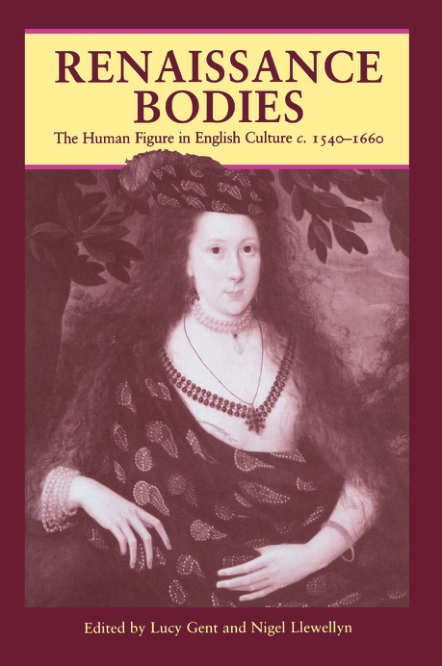 RENAISSANCE
BODIES
The Human Figure in English Culture c. 1540–1660
Edited by Lucy Gent and Nigel Llewellyn